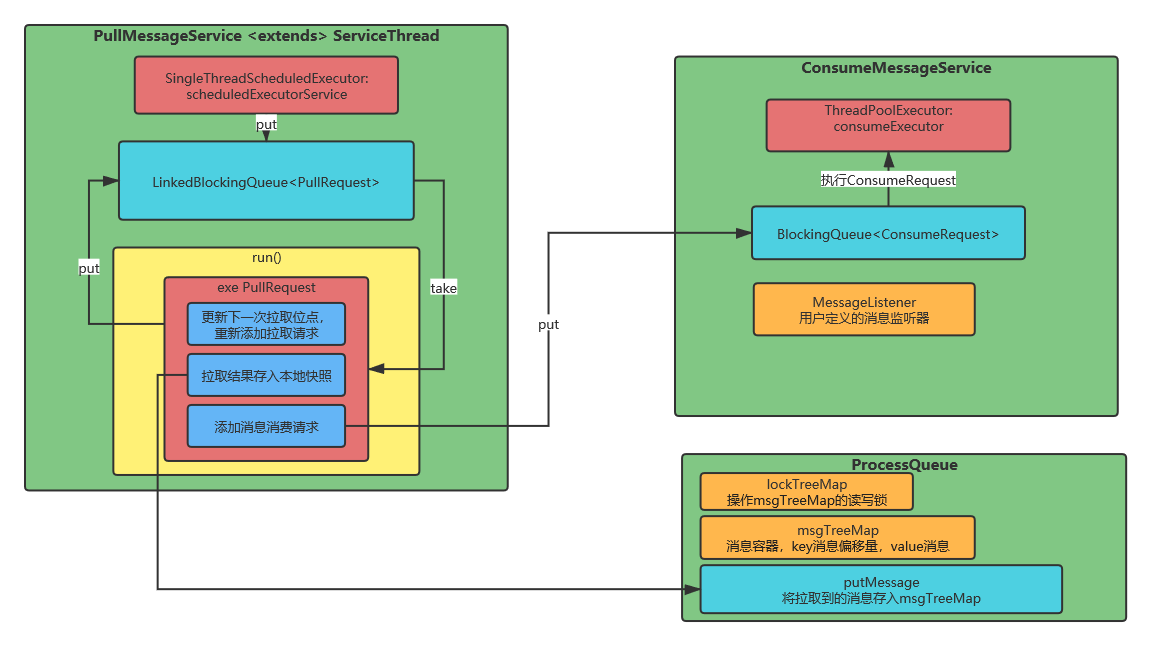 PullMessageService <extends> ServiceThread
SingleThreadScheduledExecutor:
scheduledExecutorService
put
LinkedBlockingQueue<PullRequest>
put
take
run()
exe PullRequest
更新下一次拉取位点，
重新添加拉取请求
拉取结果存入本地快照
添加消息消费请求
put
ConsumeMessageService
ThreadPoolExecutor:
consumeExecutor
执行ConsumeRequest
BlockingQueue<ConsumeRequest>
MessageListener
用户定义的消息监听器
ProcessQueue
lockTreeMap
操作msgTreeMap的读写锁
msgTreeMap
消息容器，key消息偏移量，value消息
putMessage
将拉取到的消息存入msgTreeMap